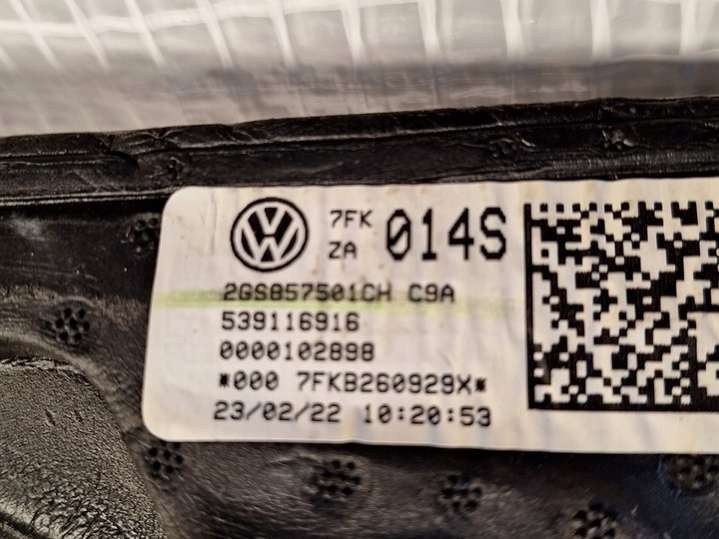 7FK
ZA
014S
2GS857501CH C9A
539116916
0000102898
*000 7FKB260929X*
23/02/22 10:20:53